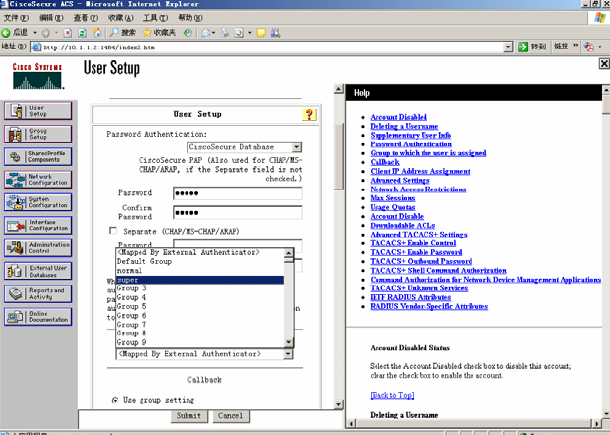 CiscoSecure ACS - Microsoft Internet Explorer
文件(F) 编辑(E) 查看(V) 收藏(A) 工具(T) 帮助(H)
后退 搜索 收藏夹
地址(D) http://10.1.1.2:1484/index2.htm 转到 链接
CISCO SYSTEMS
User Setup
User Setup
Group Setup
SharedProfile Components
Network Configuration
System Configuration
Interface Configuration
Administration Control
External User Databases
Reports and Activity
Online Documentation
User Setup
?
Password Authentication:
CiscoSecure Database
CiscoSecure PAP (Also used for CHAP/MS-
CHAP/ARAP, if the Separate field is not
checked.)
Password
Confirm
Password
Separate (CHAP/MS-CHAP/ARAP)
Password
<Mapped By External Authenticator>
Default Group
normal
super
Group 3
Group 4
Group 5
Group 6
Group 7
Group 8
Group 9
<Mapped By External Authenticator>
Callback
Use group setting
Submit Cancel
Help
Account Disabled
Deleting a Username
Supplementary User Info
Password Authentication
Group to which the user is assigned
Callback
Client IP Address Assignment
Advanced Settings
Network Access Restrictions
Max Sessions
Usage Quotas
Account Disable
Downloadable ACLs
Advanced TACACS+ Settings
TACACS+ Enable Control
TACACS+ Enable Password
TACACS+ Outbound Password
TACACS+ Shell Command Authorization
Command Authorization for Network Device Management Applications
TACACS+ Unknown Services
IETF RADIUS Attributes
RADIUS Vendor-Specific Attributes
Account Disabled Status
Select the Account Disabled check box to disable this account;
clear the check box to enable the account.
[Back to Top]
Deleting a Username